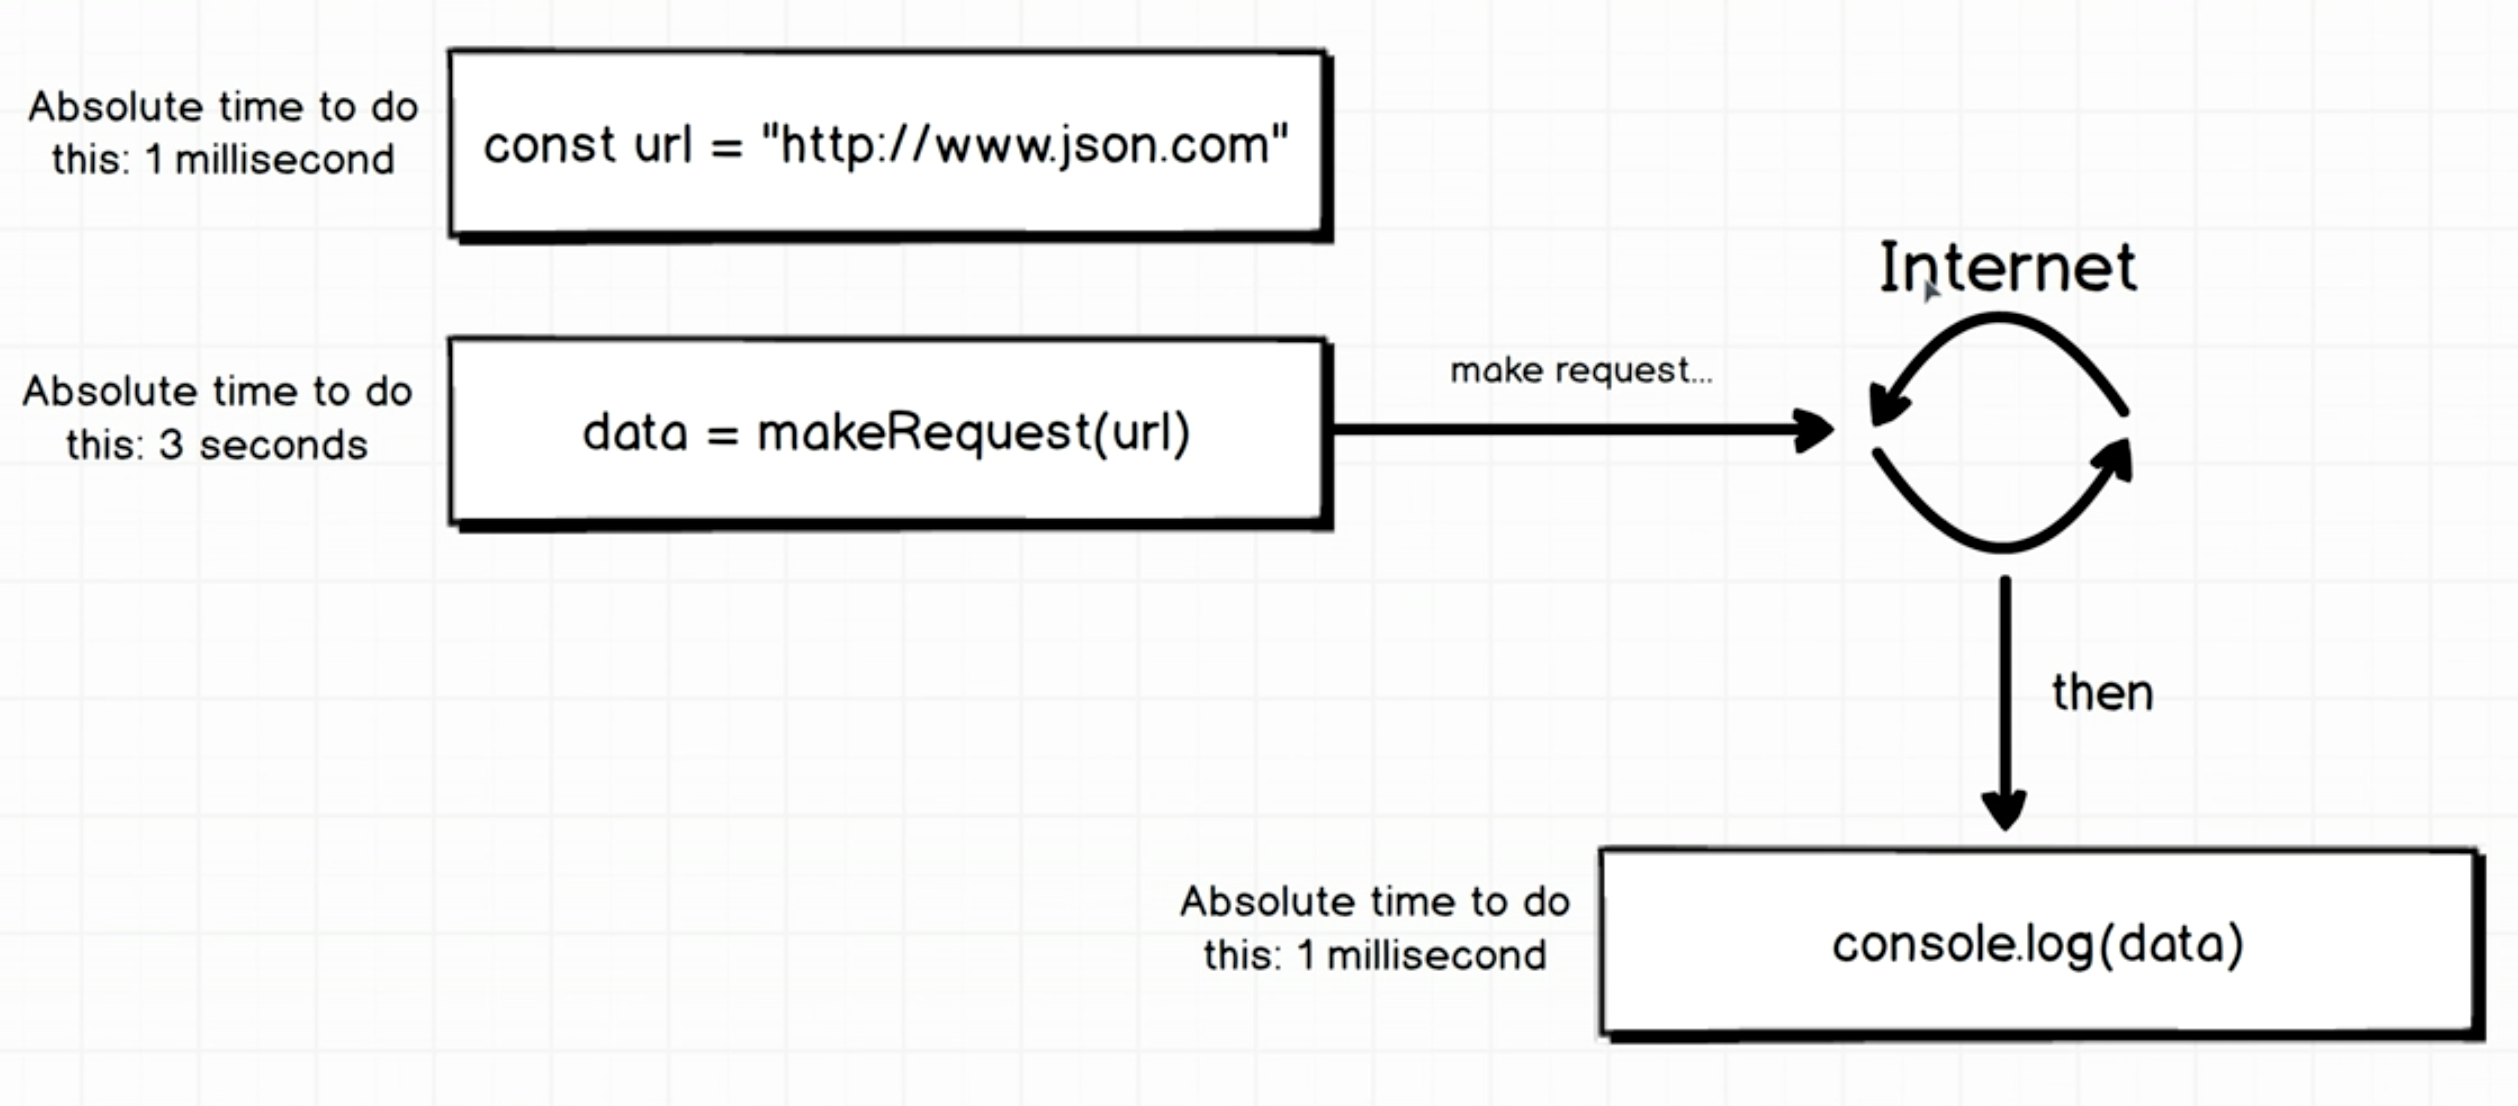 Absolute time to do
this: 1 millisecond
const url = "http://www.json.com"
Internet
Absolute time to do
this: 3 seconds
data = makeRequest(url)
make request...
then
Absolute time to do
this: 1 millisecond
console.log(data)